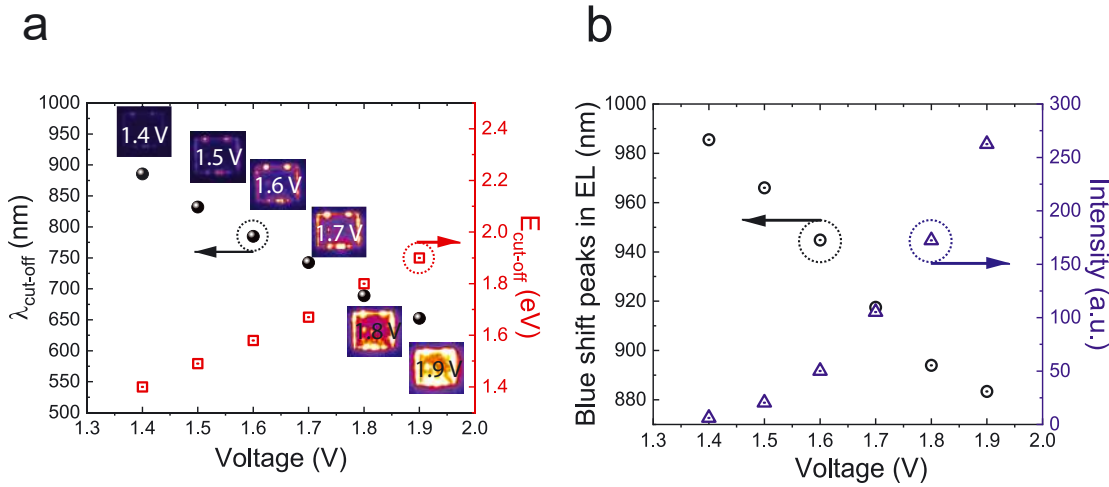 a
1000
950
900
850
800
750
700
650
600
550
500
λcut-off (nm)
1.4 V
1.5 V
1.6 V
1.7 V
1.8 V
1.9 V
2.4
2.2
2.0
1.8
1.6
1.4
Ecut-off (eV)
1.3 1.4 1.5 1.6 1.7 1.8 1.9 2.0
Voltage (V)
b
1000
980
960
940
920
900
880
Blue shift peaks in EL (nm)
300
250
200
150
100
50
0
Intensity (a.u.)
1.3 1.4 1.5 1.6 1.7 1.8 1.9 2.0
Voltage (V)